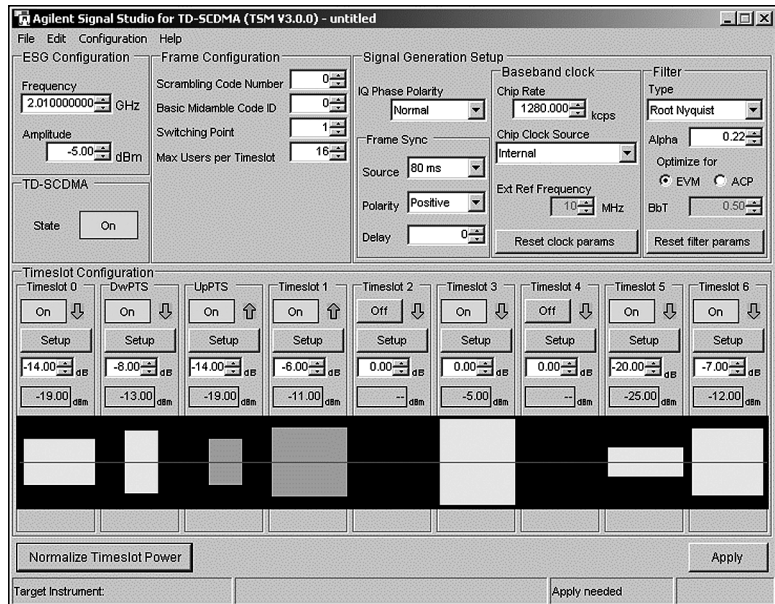 Agilent Signal Studio for TD-SCDMA (TSM V3.0.0) - untitled
File Edit Configuration Help
ESG Configuration
Frequency
2.010000000 GHz
Amplitude
-5.00 dBm
TD-SCDMA
State On
Frame Configuration
Scrambling Code Number 0
Basic Midamble Code ID 0
Switching Point 1
Max Users per Timeslot 16
Signal Generation Setup
IQ Phase Polarity
Normal
Frame Sync
Source 80 ms
Polarity Positive
Delay 0
Baseband clock
Chip Rate
1280.000 kcps
Chip Clock Source
Internal
Ext Ref Frequency
10 MHz
Reset clock params
Filter
Type
Root Nyquist
Alpha 0.22
Optimize for
EVM ACP
BbT 0.50
Reset filter params
Timeslot Configuration
Timeslot 0 DwPTS UpPTS Timeslot 1 Timeslot 2 Timeslot 3 Timeslot 4 Timeslot 5 Timeslot 6
On On On On Off On Off On On
Setup Setup Setup Setup Setup Setup Setup Setup Setup
-14.00 dB -8.00 dB -14.00 dB -6.00 dB 0.00 dB 0.00 dB 0.00 dB -20.00 dB -7.00 dB
-19.00 dBm -13.00 dBm -19.00 dBm -11.00 dBm -- dBm -5.00 dBm -- dBm -25.00 dBm -12.00 dBm
Normalize Timeslot Power Apply
Target Instrument: Apply needed